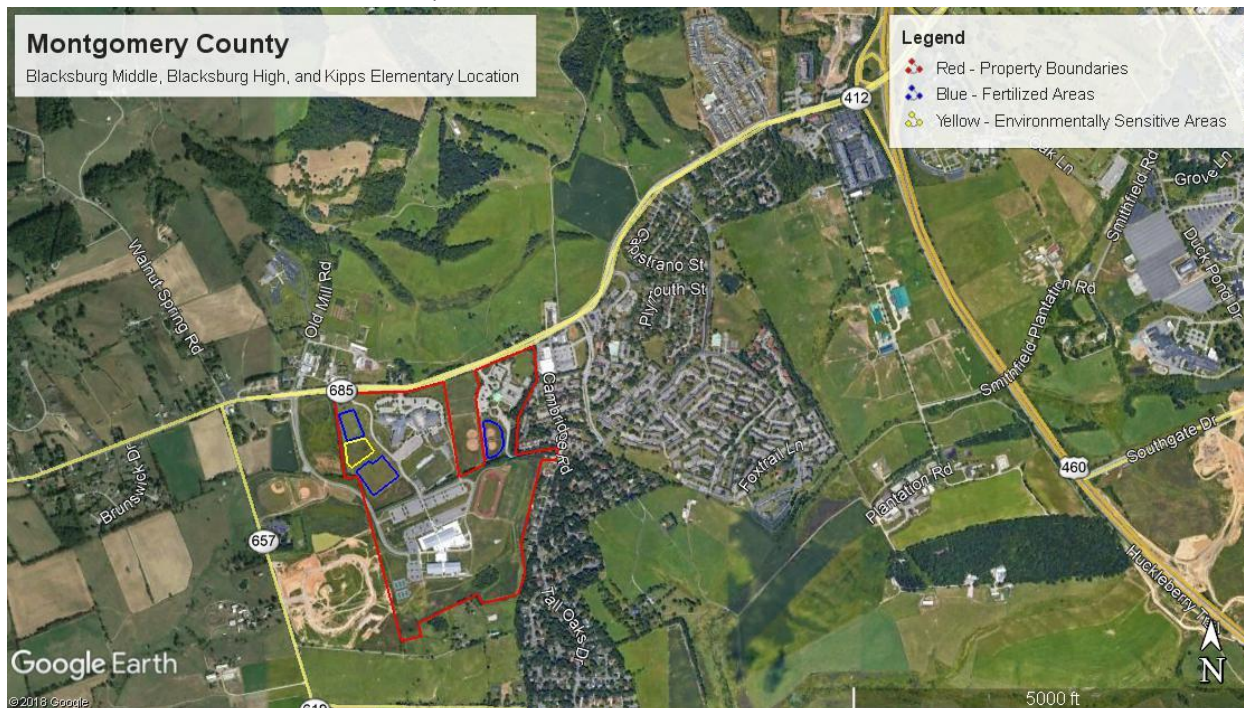 Montgomery County
Blacksburg Middle, Blacksburg High, and Kipps Elementary Location
Legend
Red - Property Boundaries
Blue - Fertilized Areas
Yellow - Environmentally Sensitive Areas
412
Oak Ln
Smithfield Rd
Grove Ln
Duck Pond Dr
Capistrano St
Plymouth St
Walnut Spring Rd
Old Mill Rd
Smithfield Plantation Rd
685
Cambridge Rd
Southgate Dr
460
Foxtrail Ln
Plantation Rd
Brunswick Dr
657
Huckleberry Tr
Tall Oaks Dr
N
Google Earth
© 2018 Google
5000 ft